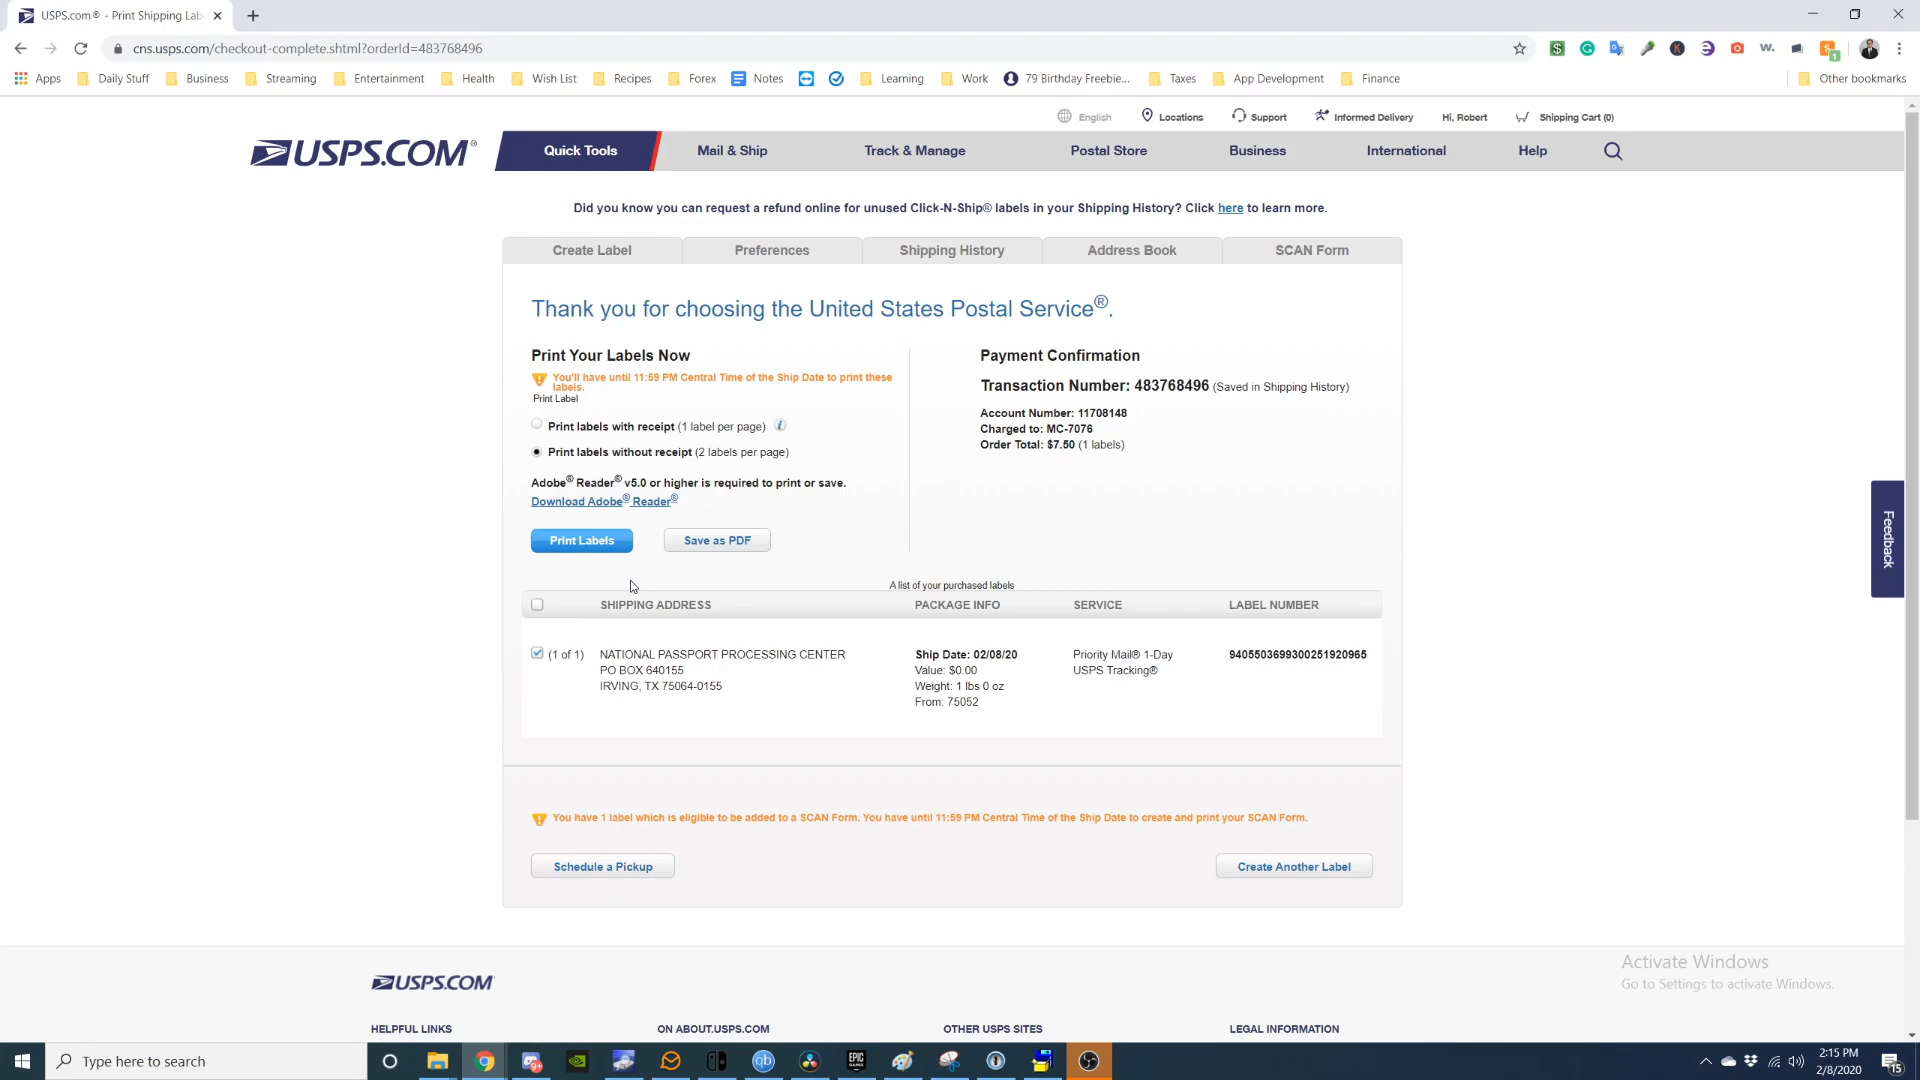 USPS.com® - Print Shipping Lab
cns.usps.com/checkout-complete.shtml?orderId=483768496
Apps Daily Stuff Business Streaming Entertainment Health Wish List Recipes Forex Notes Learning Work 79 Birthday Freebie... Taxes App Development Finance Other bookmarks
English Locations Support Informed Delivery Hi, Robert Shipping Cart (0)
USPS.COM® Quick Tools Mail & Ship Track & Manage Postal Store Business International Help
Did you know you can request a refund online for unused Click-N-Ship® labels in your Shipping History? Click here to learn more.
Create Label Preferences Shipping History Address Book SCAN Form
Thank you for choosing the United States Postal Service®.
Print Your Labels Now
You'll have until 11:59 PM Central Time of the Ship Date to print these
labels.
Print Label
Print labels with receipt (1 label per page) i
Print labels without receipt (2 labels per page)
Adobe® Reader® v5.0 or higher is required to print or save.
Download Adobe® Reader®
Print Labels Save as PDF
Payment Confirmation
Transaction Number: 483768496 (Saved in Shipping History)
Account Number: 11708148
Charged to: MC-7076
Order Total: $7.50 (1 labels)
Feedback
A list of your purchased labels
SHIPPING ADDRESS PACKAGE INFO SERVICE LABEL NUMBER
(1 of 1) NATIONAL PASSPORT PROCESSING CENTER Ship Date: 02/08/20 Priority Mail® 1-Day 9405503699300251920965
PO BOX 640155 Value: $0.00 USPS Tracking®
IRVING, TX 75064-0155 Weight: 1 lbs 0 oz
From: 75052
You have 1 label which is eligible to be added to a SCAN Form. You have until 11:59 PM Central Time of the Ship Date to create and print your SCAN Form.
Schedule a Pickup Create Another Label
Activate Windows
Go to Settings to activate Windows.
USPS.COM®
HELPFUL LINKS ON ABOUT.USPS.COM OTHER USPS SITES LEGAL INFORMATION
Type here to search
2:15 PM
2/8/2020
15